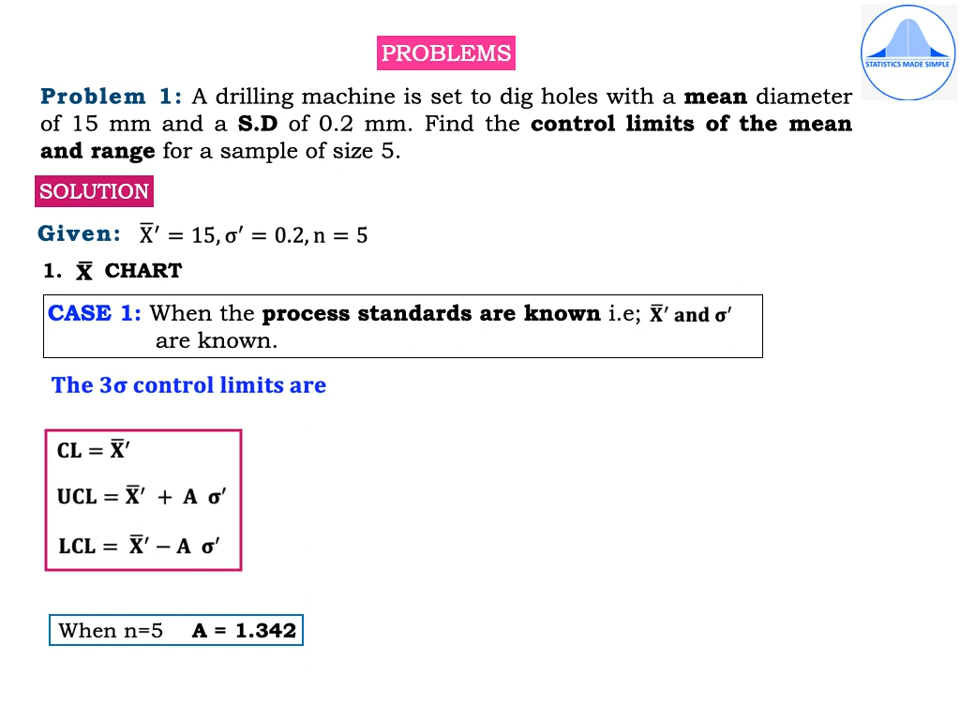 STATISTICS MADE SIMPLE
PROBLEMS
Problem 1: A drilling machine is set to dig holes with a mean diameter
of 15 mm and a S.D of 0.2 mm. Find the control limits of the mean
and range for a sample of size 5.
SOLUTION
Given: X̿′ = 15, σ′ = 0.2, n = 5
1. X̿ CHART
CASE 1: When the process standards are known i.e; X̿′ and σ′
are known.
The 3σ control limits are
CL = X̿′
UCL = X̿′ + A σ′
LCL = X̿′ − A σ′
When n=5 A = 1.342